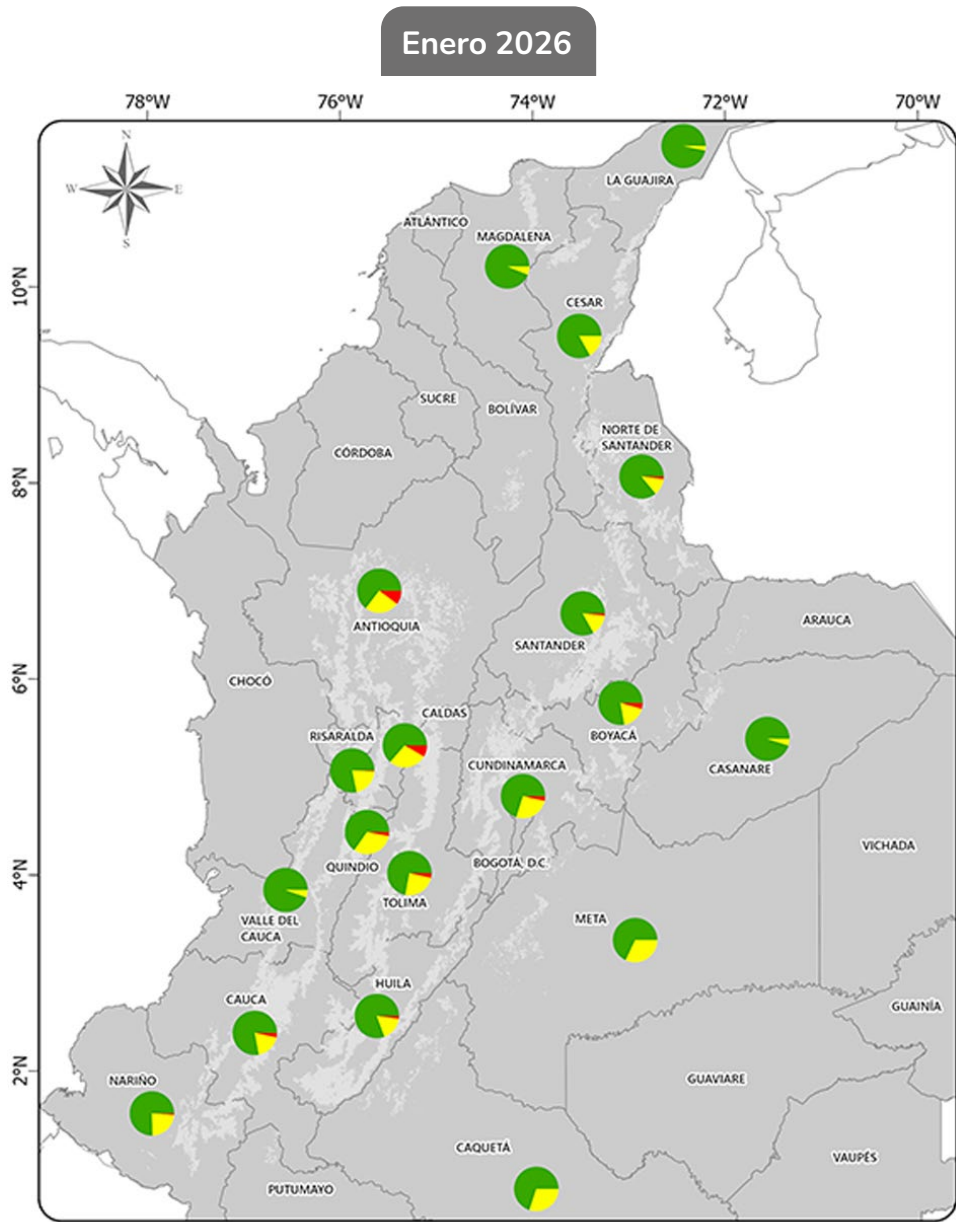 Enero 2026
78°W
76°W
74°W
72°W
70°W
N
W
E
S
LA GUAJIRA
ATLÁNTICO
MAGDALENA
10°N
CESAR
SUCRE
BOLÍVAR
NORTE DE
SANTANDER
CÓRDOBA
8°N
ANTIOQUIA
SANTANDER
ARAUCA
6°N
CHOCÓ
CALDAS
RISARALDA
BOYACÁ
CUNDINAMARCA
CASANARE
VICHADA
QUINDIO
BOGOTÁ, D.C.
4°N
TOLIMA
VALLE DEL
CAUCA
META
HUILA
CAUCA
GUAINÍA
2°N
NARIÑO
GUAVIARE
CAQUETÁ
VAUPÉS
PUTUMAYO